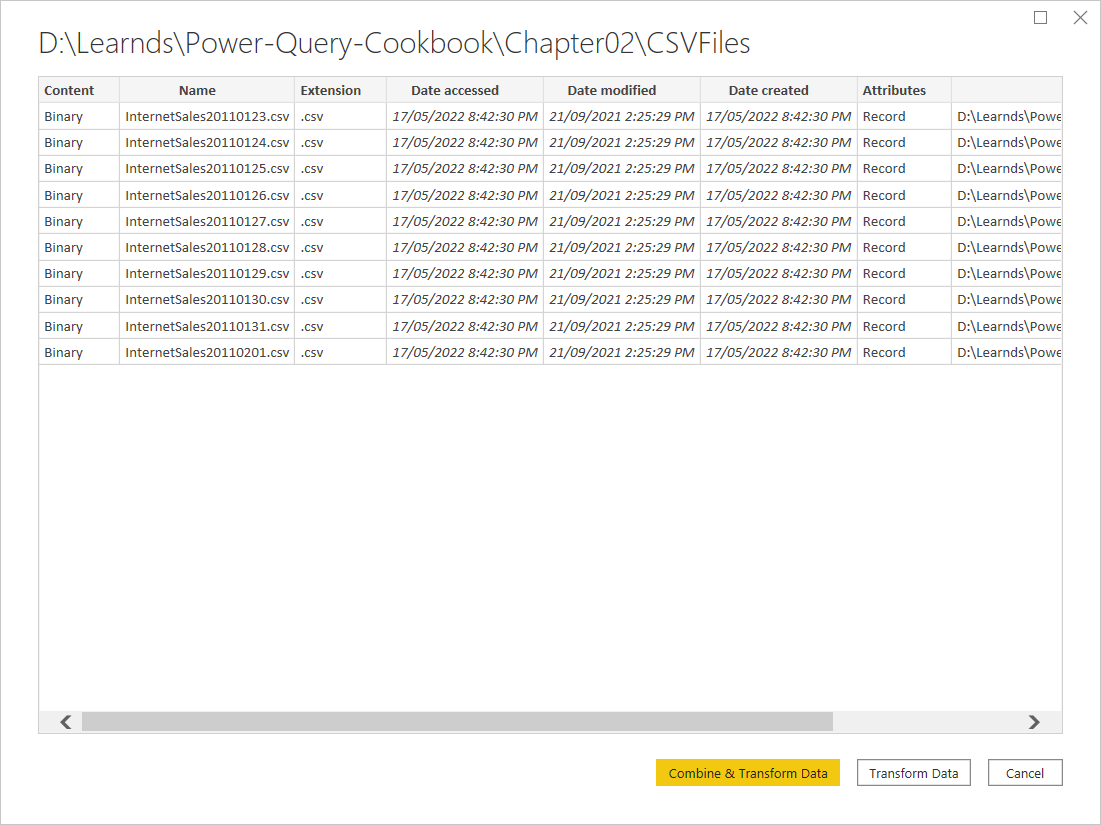 D:\Learnds\Power-Query-Cookbook\Chapter02\CSVFiles
Content Name Extension Date accessed Date modified Date created Attributes
Binary InternetSales20110123.csv .csv 17/05/2022 8:42:30 PM 21/09/2021 2:25:29 PM 17/05/2022 8:42:30 PM Record D:\Learnds\Powe
Binary InternetSales20110124.csv .csv 17/05/2022 8:42:30 PM 21/09/2021 2:25:29 PM 17/05/2022 8:42:30 PM Record D:\Learnds\Powe
Binary InternetSales20110125.csv .csv 17/05/2022 8:42:30 PM 21/09/2021 2:25:29 PM 17/05/2022 8:42:30 PM Record D:\Learnds\Powe
Binary InternetSales20110126.csv .csv 17/05/2022 8:42:30 PM 21/09/2021 2:25:29 PM 17/05/2022 8:42:30 PM Record D:\Learnds\Powe
Binary InternetSales20110127.csv .csv 17/05/2022 8:42:30 PM 21/09/2021 2:25:29 PM 17/05/2022 8:42:30 PM Record D:\Learnds\Powe
Binary InternetSales20110128.csv .csv 17/05/2022 8:42:30 PM 21/09/2021 2:25:29 PM 17/05/2022 8:42:30 PM Record D:\Learnds\Powe
Binary InternetSales20110129.csv .csv 17/05/2022 8:42:30 PM 21/09/2021 2:25:29 PM 17/05/2022 8:42:30 PM Record D:\Learnds\Powe
Binary InternetSales20110130.csv .csv 17/05/2022 8:42:30 PM 21/09/2021 2:25:29 PM 17/05/2022 8:42:30 PM Record D:\Learnds\Powe
Binary InternetSales20110131.csv .csv 17/05/2022 8:42:30 PM 21/09/2021 2:25:29 PM 17/05/2022 8:42:30 PM Record D:\Learnds\Powe
Binary InternetSales20110201.csv .csv 17/05/2022 8:42:30 PM 21/09/2021 2:25:29 PM 17/05/2022 8:42:30 PM Record D:\Learnds\Powe
Combine & Transform Data Transform Data Cancel